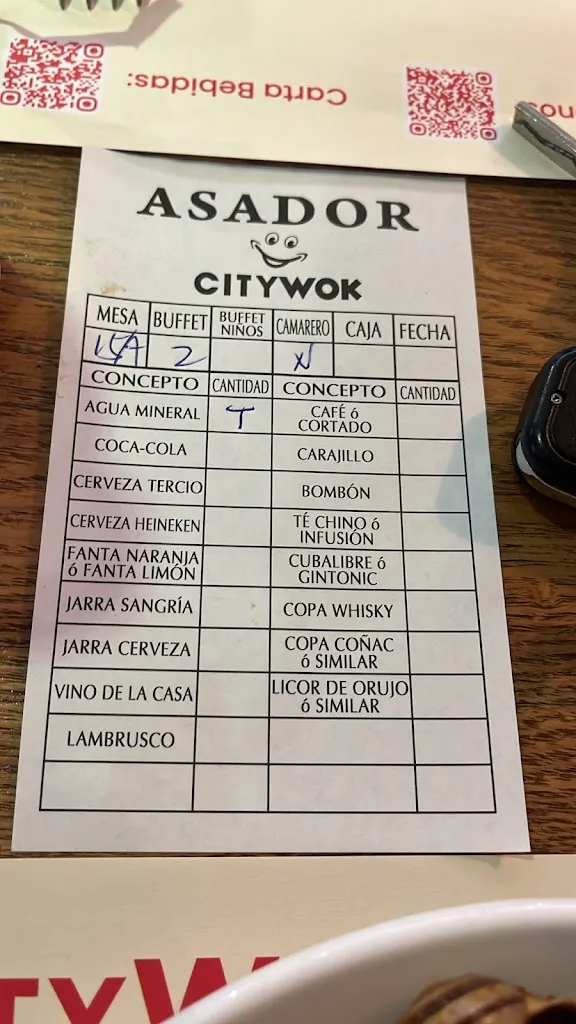 Carta Bebidas:
ASADOR
CITYWOK
MESA BUFFET BUFFET NIÑOS CAMARERO CAJA FECHA
2 N
CONCEPTO CANTIDAD CONCEPTO CANTIDAD
AGUA MINERAL T CAFÉ ó CORTADO
COCA-COLA CARAJILLO
CERVEZA TERCIO BOMBÓN
CERVEZA HEINEKEN TÉ CHINO ó INFUSIÓN
FANTA NARANJA ó FANTA LIMÓN CUBALIBRE ó GINTONIC
JARRA SANGRÍA COPA WHISKY
JARRA CERVEZA COPA COÑAC ó SIMILAR
VINO DE LA CASA LICOR DE ORUJO ó SIMILAR
LAMBRUSCO